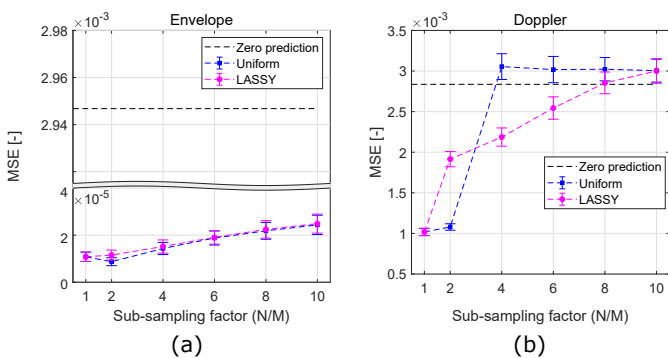 Envelope
×10⁻³
2.98
2.96
2.94
×10⁻⁵
4
2
0
MSE [-]
Zero prediction
Uniform
LASSY
1 2 4 6 8 10
Sub-sampling factor (N/M)
(a)
Doppler
×10⁻³
3.5
3
2.5
2
1.5
1
0.5
MSE [-]
Zero prediction
Uniform
LASSY
1 2 4 6 8 10
Sub-sampling factor (N/M)
(b)